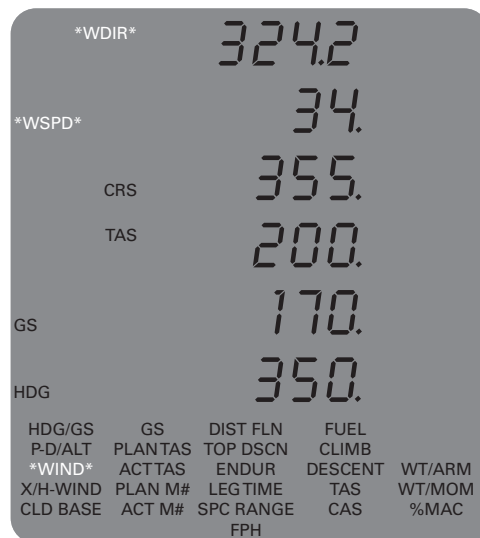 *WDIR* 324.2
*WSPD* 34.
CRS 355.
TAS 200.
GS 170.
HDG 350.
HDG/GS GS DIST FLN FUEL
P-D/ALT PLAN TAS TOP DSCN CLIMB
*WIND* ACT TAS ENDUR DESCENT WT/ARM
X/H-WIND PLAN M# LEG TIME TAS WT/MOM
CLD BASE ACT M# SPC RANGE CAS %MAC
FPH